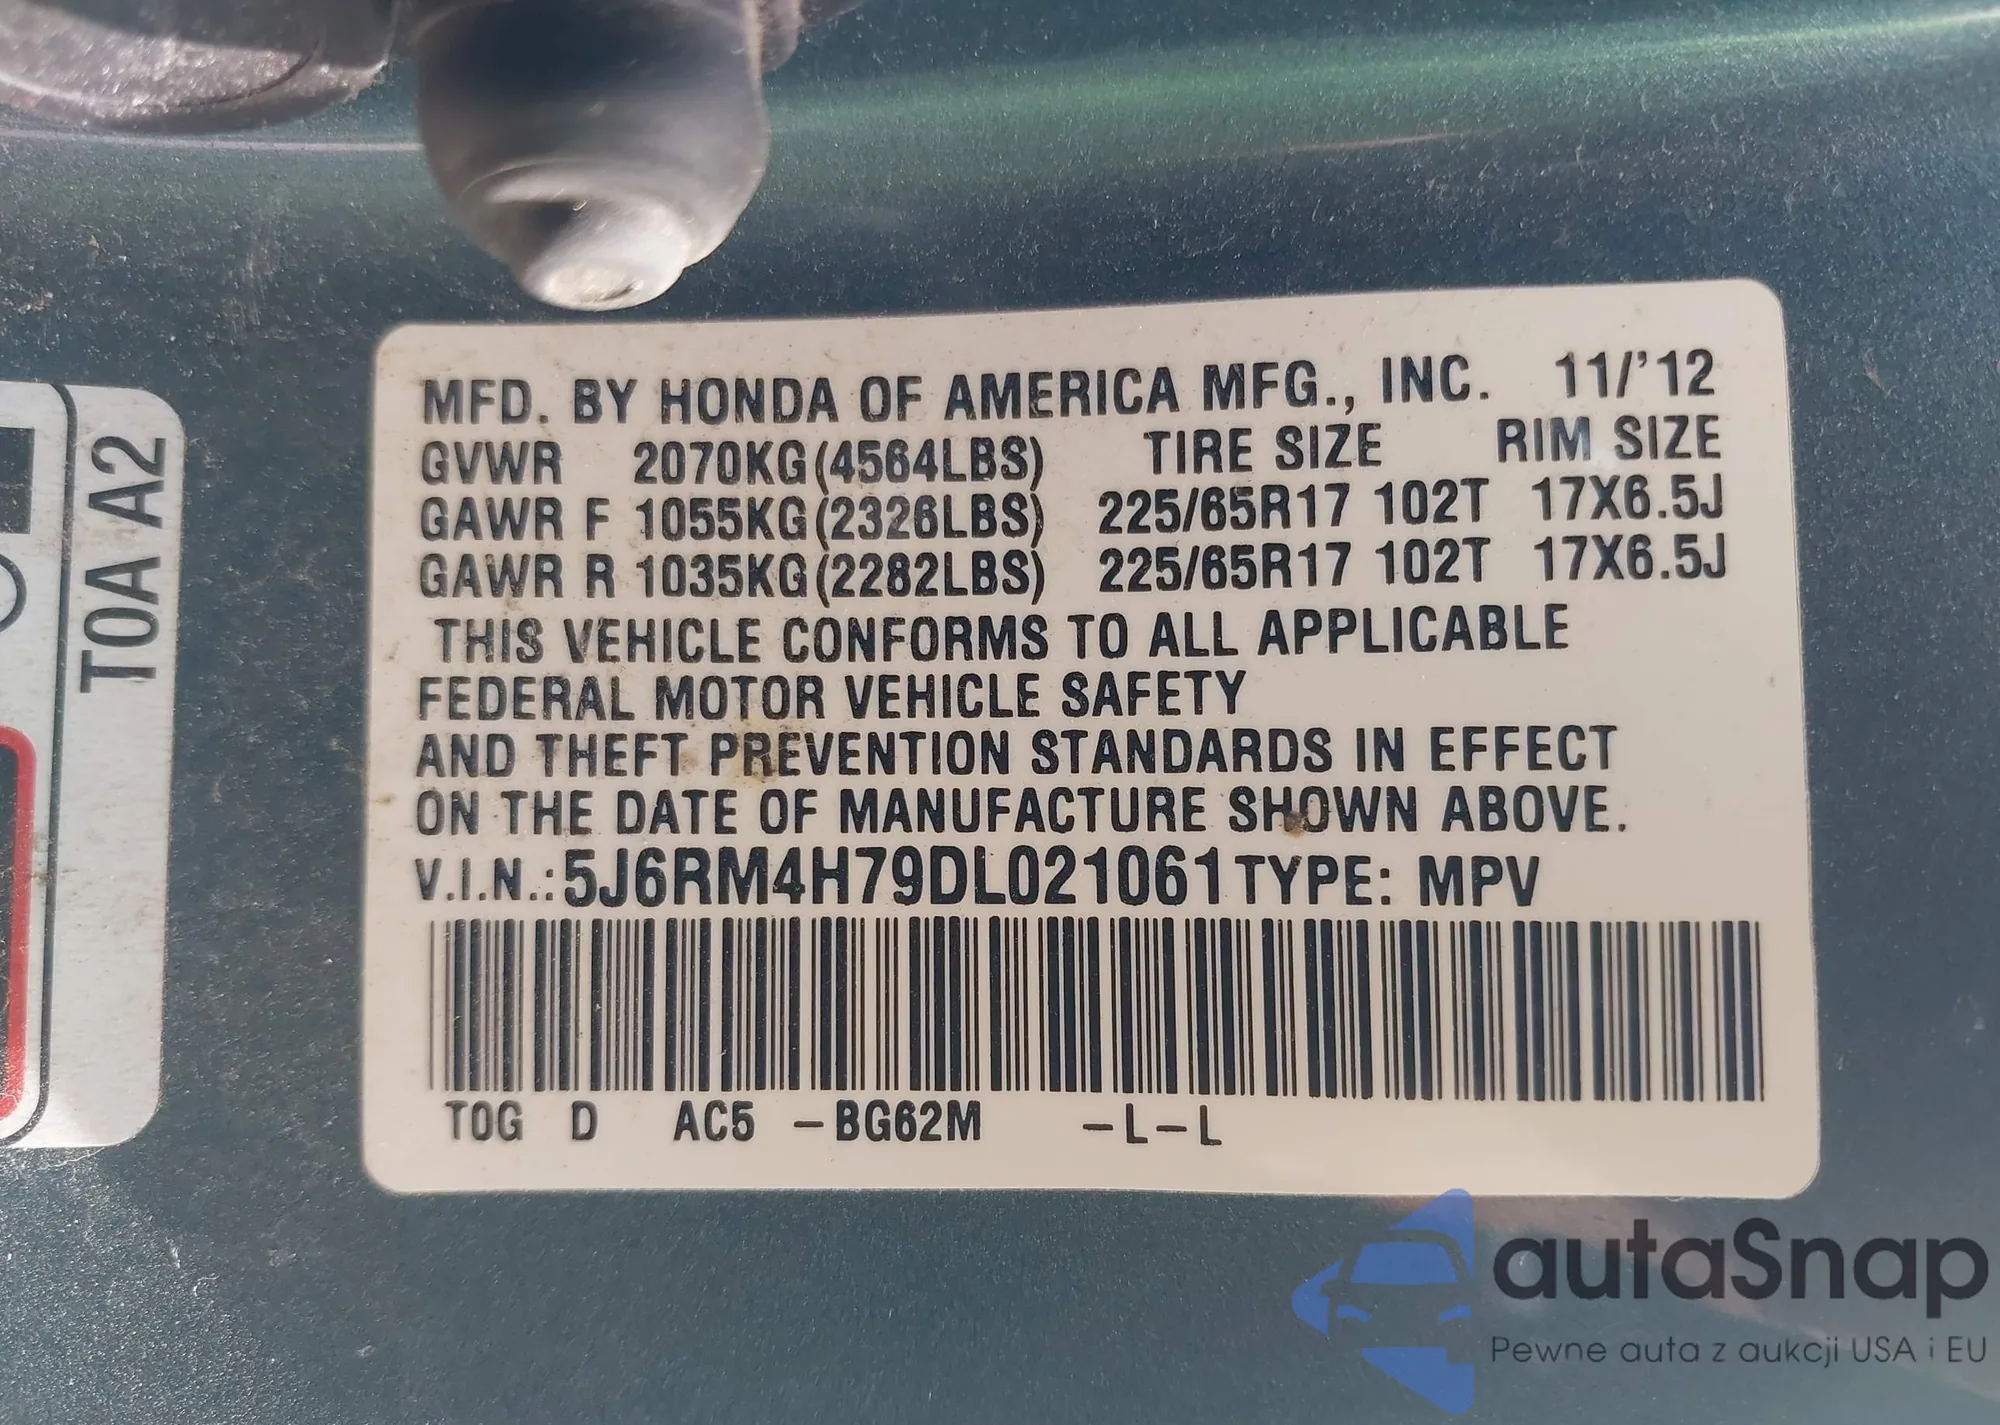 MFD. BY HONDA OF AMERICA MFG., INC. 11/'12
GVWR 2070KG(4564LBS) TIRE SIZE RIM SIZE
GAWR F 1055KG(2326LBS) 225/65R17 102T 17X6.5J
GAWR R 1035KG(2282LBS) 225/65R17 102T 17X6.5J
THIS VEHICLE CONFORMS TO ALL APPLICABLE
FEDERAL MOTOR VEHICLE SAFETY
AND THEFT PREVENTION STANDARDS IN EFFECT
ON THE DATE OF MANUFACTURE SHOWN ABOVE.
V.I.N.:5J6RM4H79DL021061 TYPE: MPV
T0G D AC5 –BG62M –L–L
T0A A2
autaSnap
Pewne auta z aukcji USA i EU